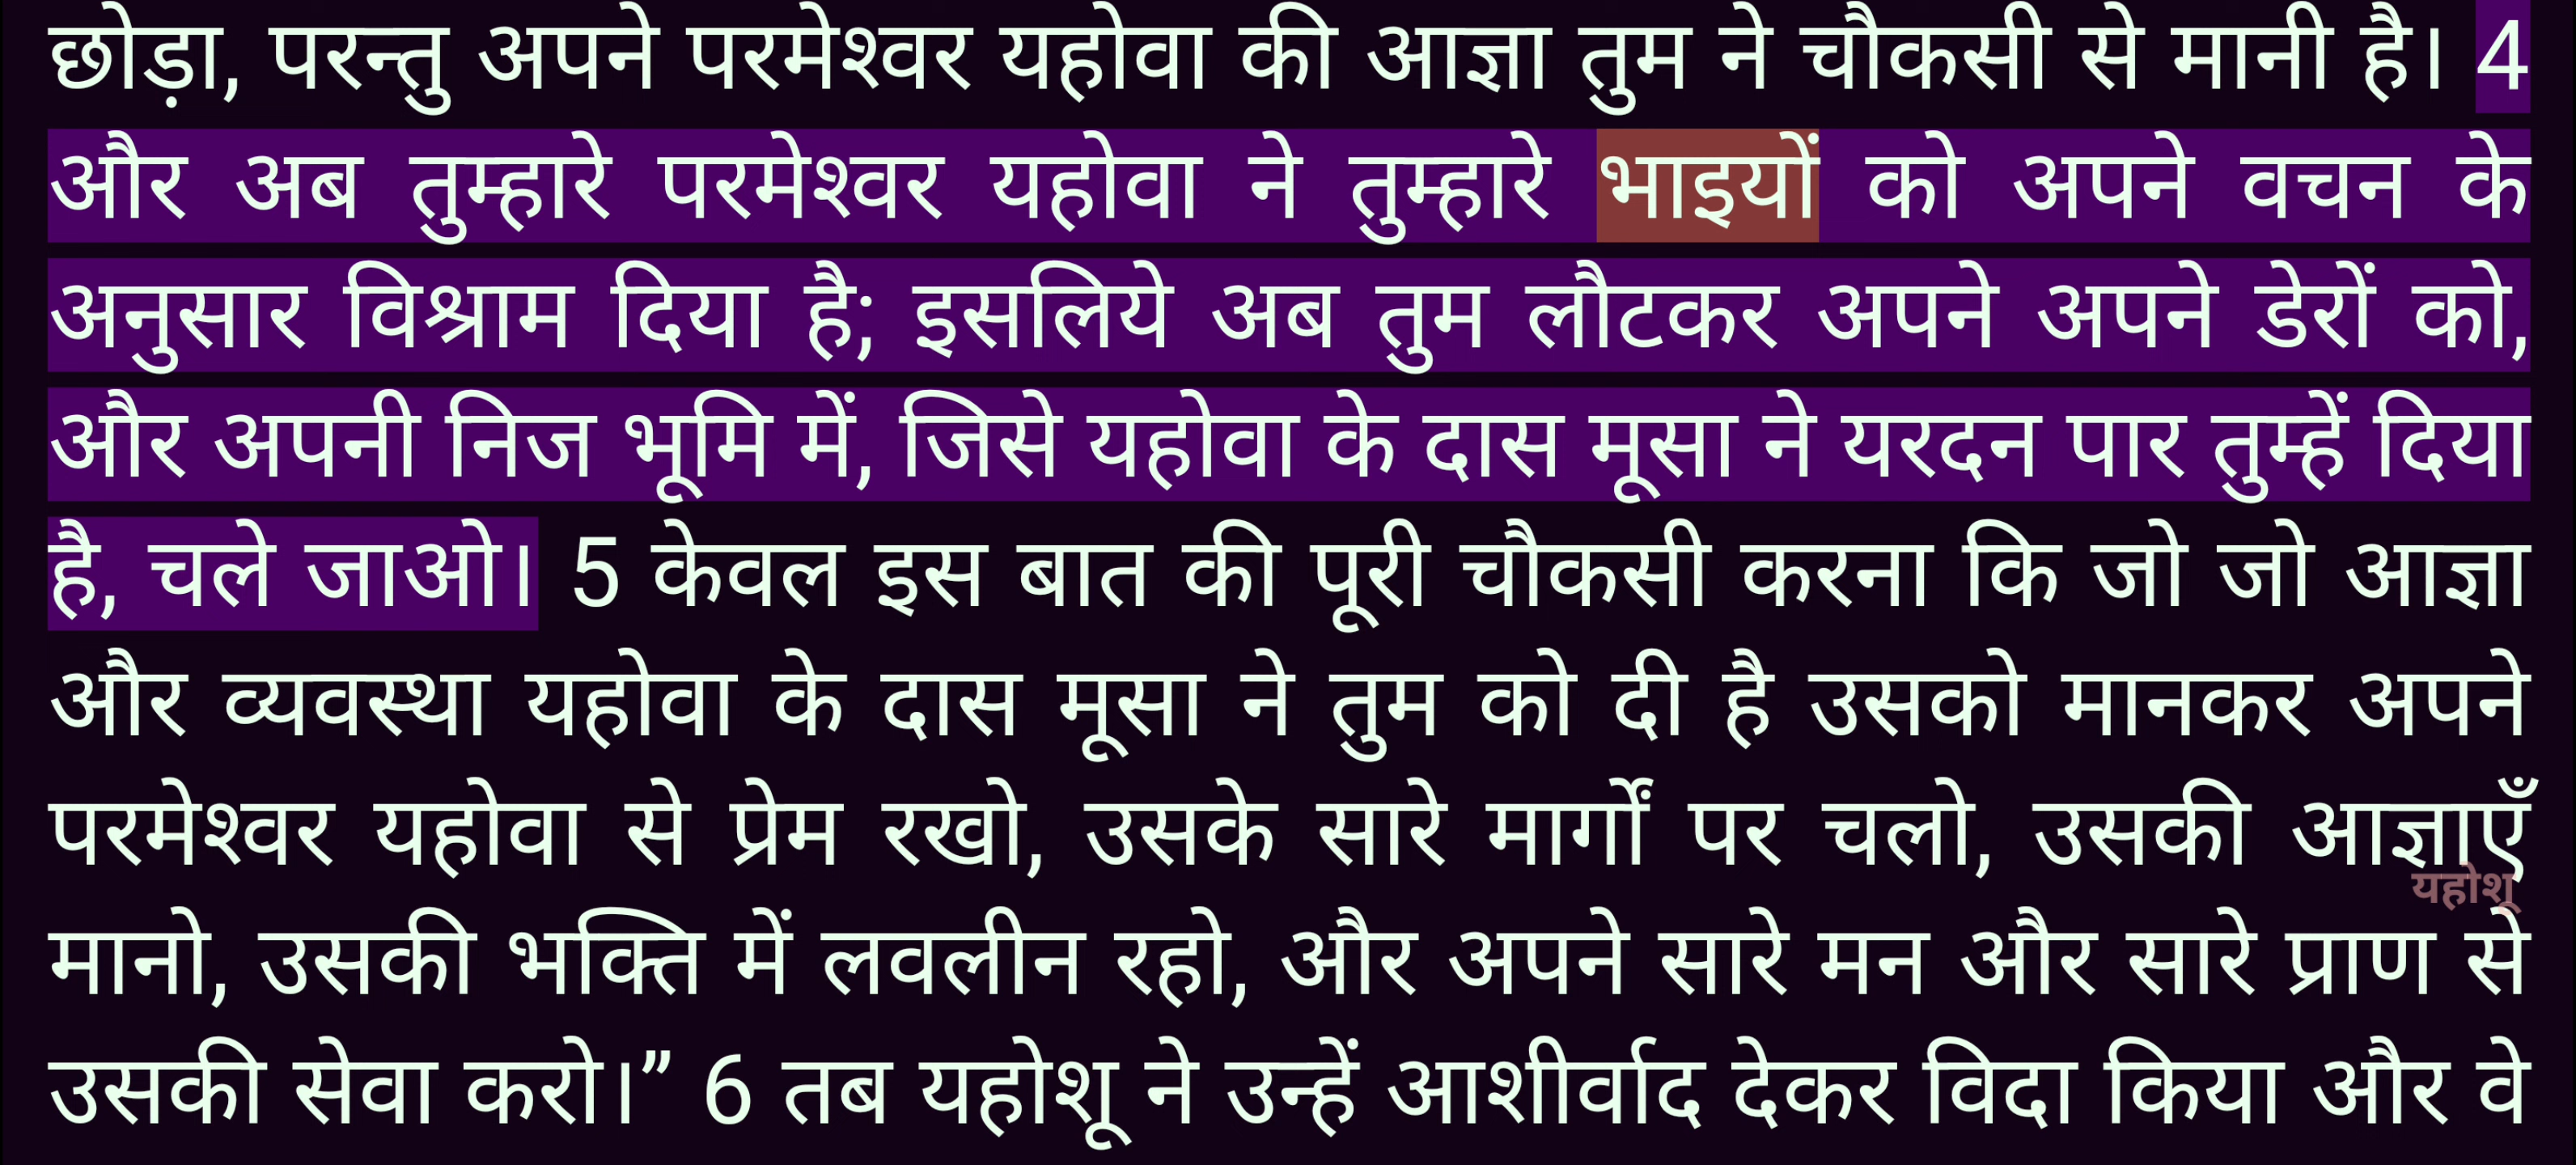 छोड़ा, परन्तु अपने परमेश्वर यहोवा की आज्ञा तुम ने चौकसी से मानी है। 4
और अब तुम्हारे परमेश्वर यहोवा ने तुम्हारे भाइयों को अपने वचन के
अनुसार विश्राम दिया है; इसलिये अब तुम लौटकर अपने अपने डेरों को,
और अपनी निज भूमि में, जिसे यहोवा के दास मूसा ने यरदन पार तुम्हें दिया
है, चले जाओ। 5 केवल इस बात की पूरी चौकसी करना कि जो जो आज्ञा
और व्यवस्था यहोवा के दास मूसा ने तुम को दी है उसको मानकर अपने
परमेश्वर यहोवा से प्रेम रखो, उसके सारे मार्गों पर चलो, उसकी आज्ञाएँ
यहोशू
मानो, उसकी भक्ति में लवलीन रहो, और अपने सारे मन और सारे प्राण से
उसकी सेवा करो।” 6 तब यहोशू ने उन्हें आशीर्वाद देकर विदा किया और वे